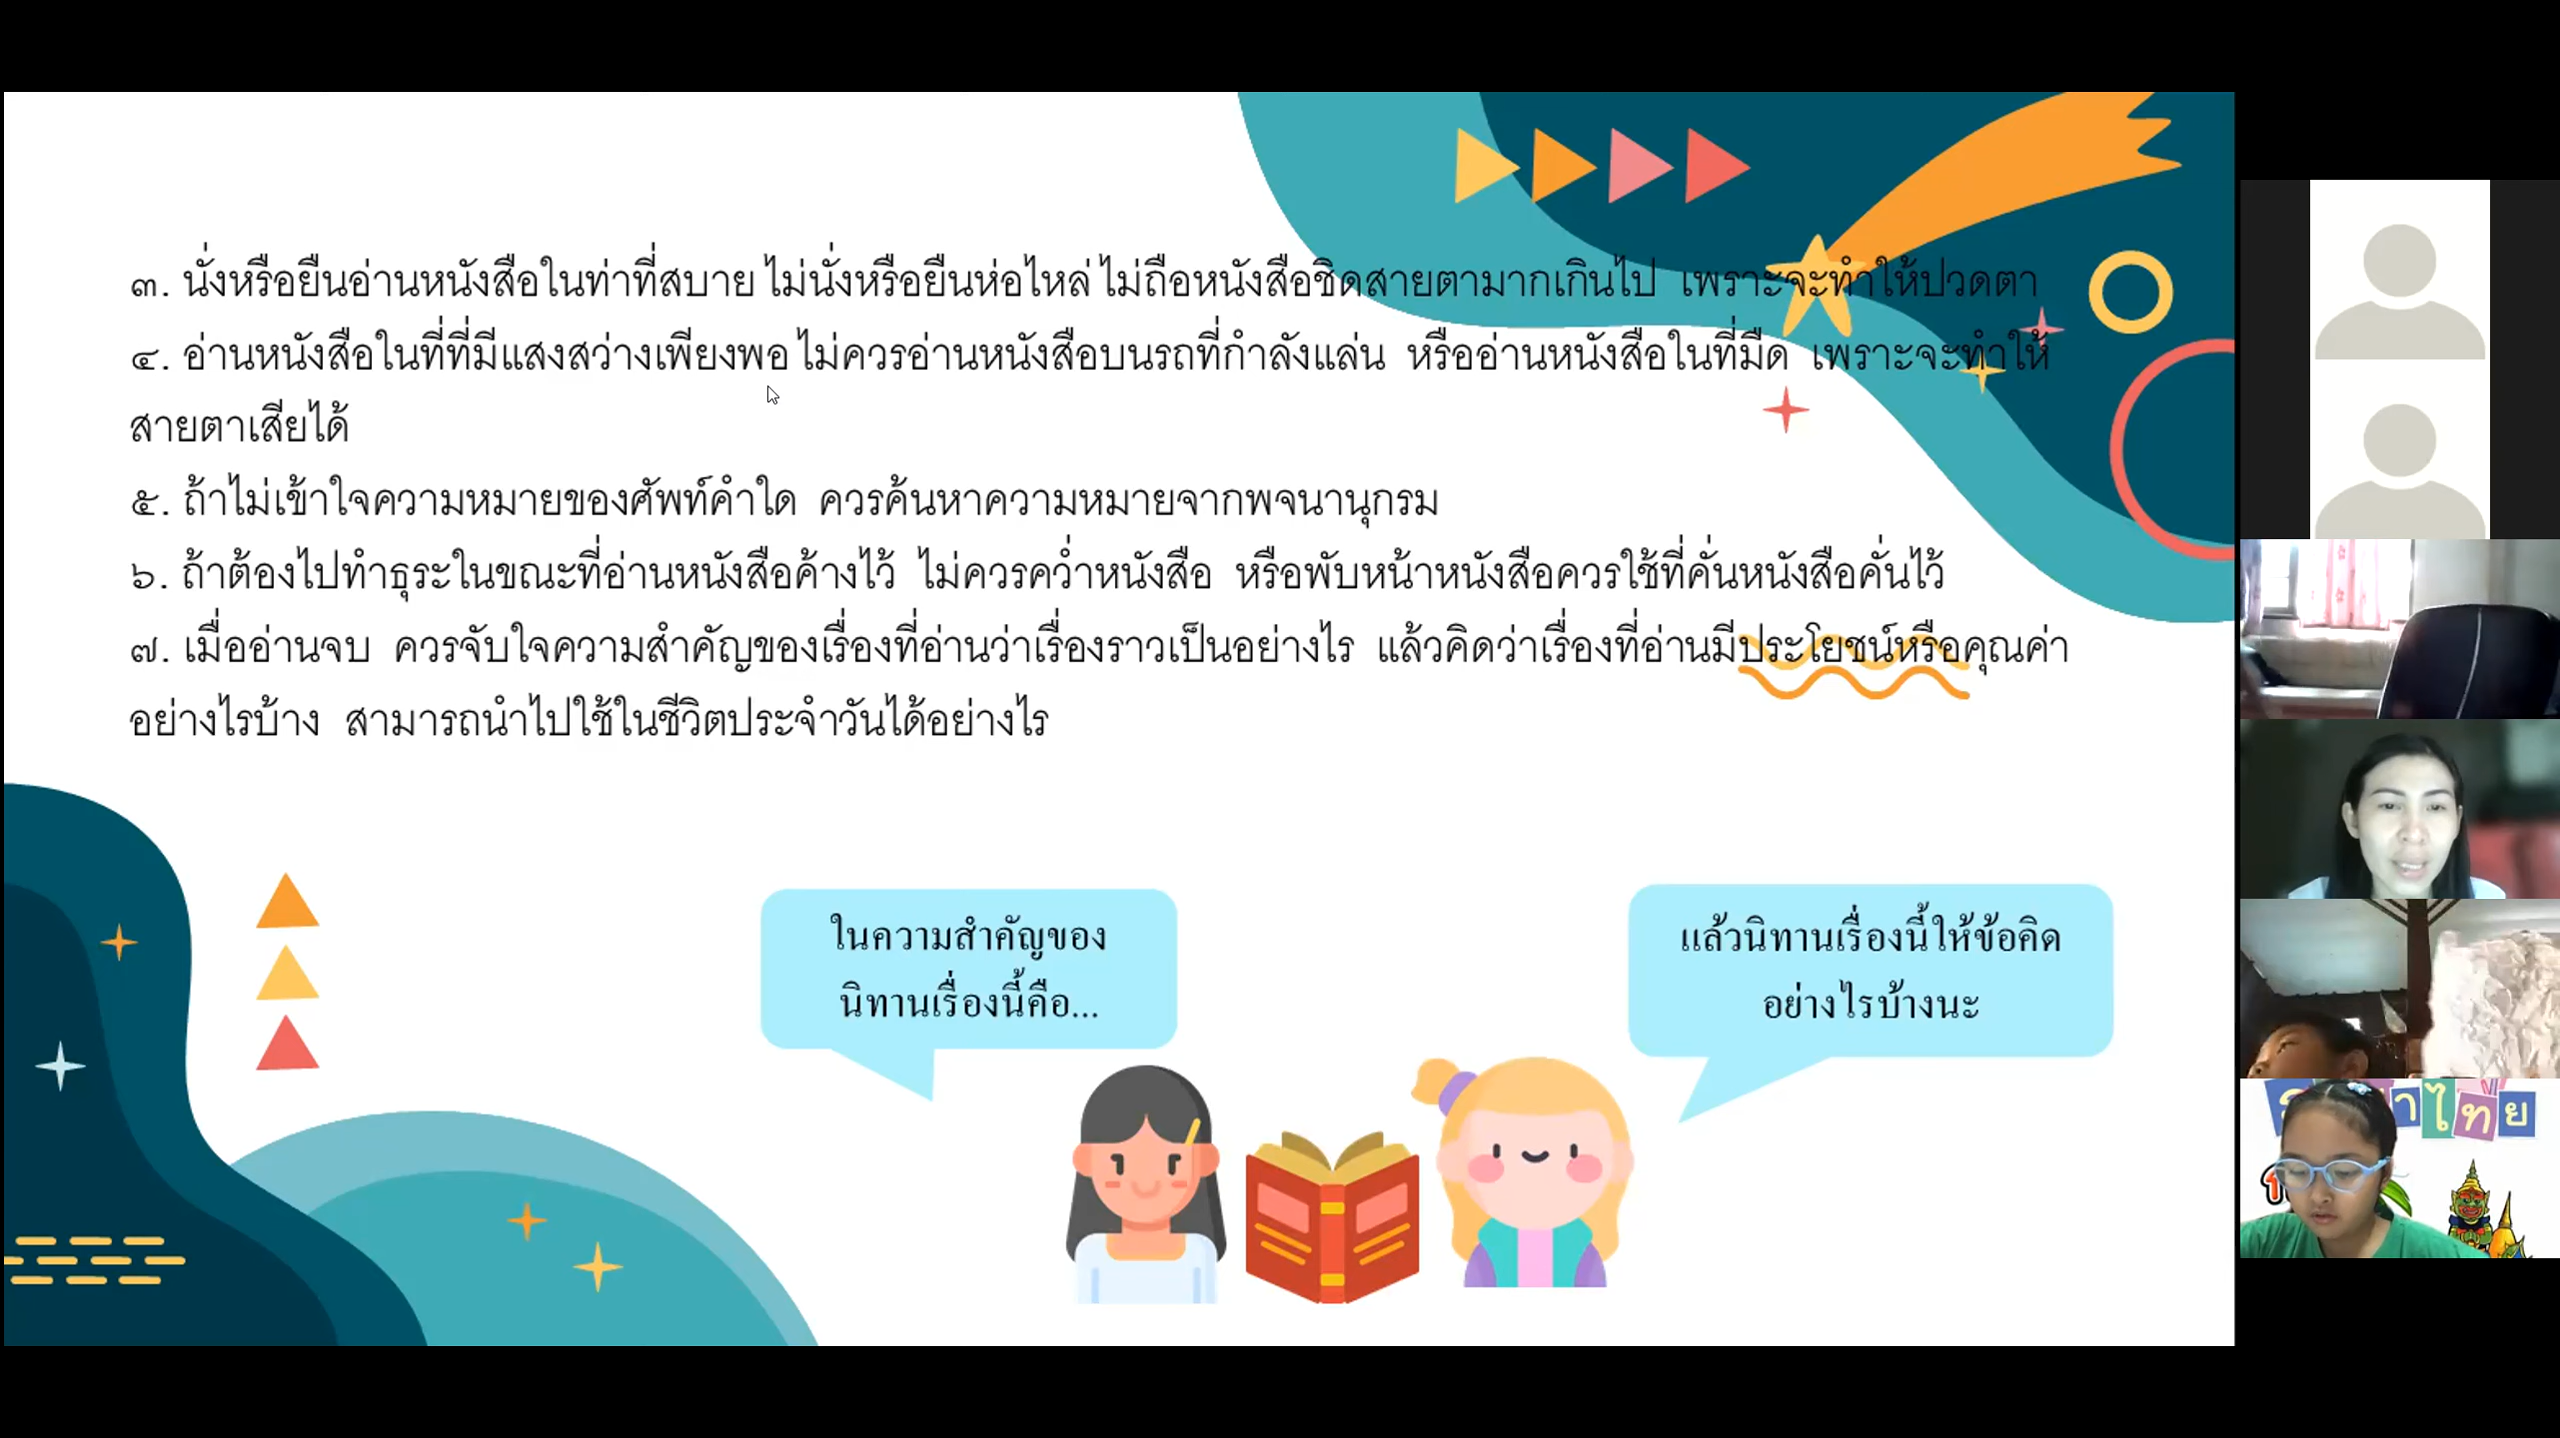 ๓. นั่งหรือยืนอ่านหนังสือในท่าที่สบาย ไม่นั่งหรือยืนห่อไหล่ ไม่ถือหนังสือชิดสายตามากเกินไป เพราะจะทำให้ปวดตา
๔. อ่านหนังสือในที่ที่มีแสงสว่างเพียงพอ ไม่ควรอ่านหนังสือบนรถที่กำลังแล่น หรืออ่านหนังสือในที่มืด เพราะจะทำให้
สายตาเสียได้
๕. ถ้าไม่เข้าใจความหมายของศัพท์คำใด ควรค้นหาความหมายจากพจนานุกรม
๖. ถ้าต้องไปทำธุระในขณะที่อ่านหนังสือค้างไว้ ไม่ควรคว่ำหนังสือ หรือพับหน้าหนังสือควรใช้ที่คั่นหนังสือคั่นไว้
๗. เมื่ออ่านจบ ควรจับใจความสำคัญของเรื่องที่อ่านว่าเรื่องราวเป็นอย่างไร แล้วคิดว่าเรื่องที่อ่านมีประโยชน์หรือคุณค่า
อย่างไรบ้าง สามารถนำไปใช้ในชีวิตประจำวันได้อย่างไร
ในความสำคัญของ
นิทานเรื่องนี้คือ...
แล้วนิทานเรื่องนี้ให้ข้อคิด
อย่างไรบ้างนะ